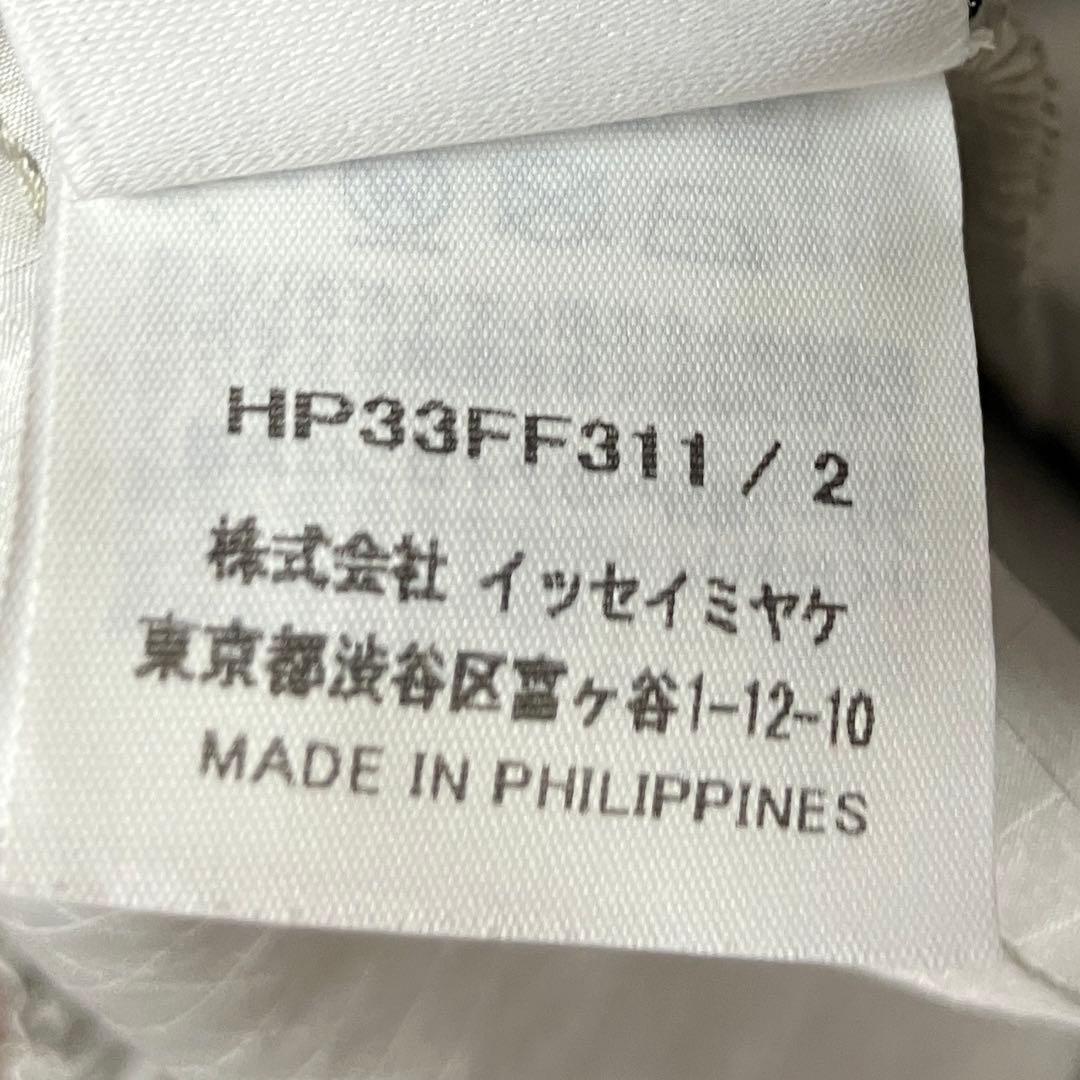 HP33FF311 / 2
株式会社 イッセイミヤケ
東京都渋谷区富ヶ谷1-12-10
MADE IN PHILIPPINES